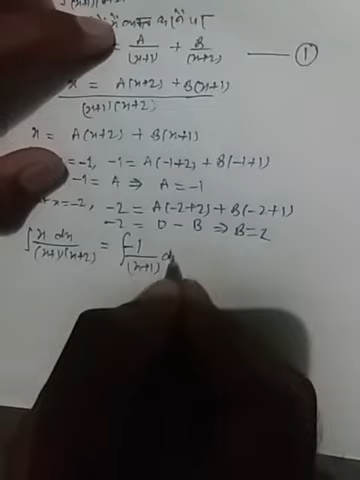 = A/(x+1) + B/(x+2) —— ①
x = A(x+2) + B(x+1)
(x+1)(x+2)
x = A(x+2) + B(x+1)
x = -1, -1 = A(-1+2) + B(-1+1)
-1 = A ⇒ A = -1
x = -2, -2 = A(-2+2) + B(-2+1)
-2 = 0 - B ⇒ B = 2
∫ x dx/(x+1)(x+2) = ∫ -1/(x+1) d